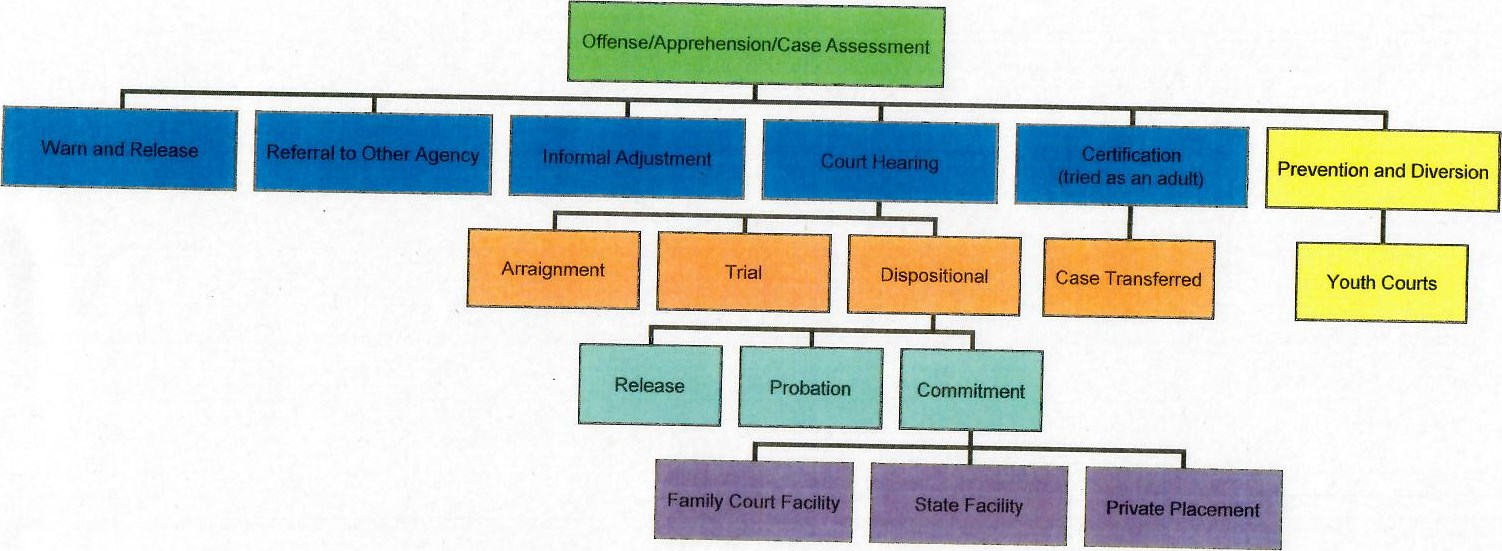 Offense/Apprehension/Case Assessment
Warn and Release
Referral to Other Agency
Informal Adjustment
Court Hearing
Certification
(tried as an adult)
Prevention and Diversion
Arraignment
Trial
Dispositional
Case Transferred
Youth Courts
Release
Probation
Commitment
Family Court Facility
State Facility
Private Placement